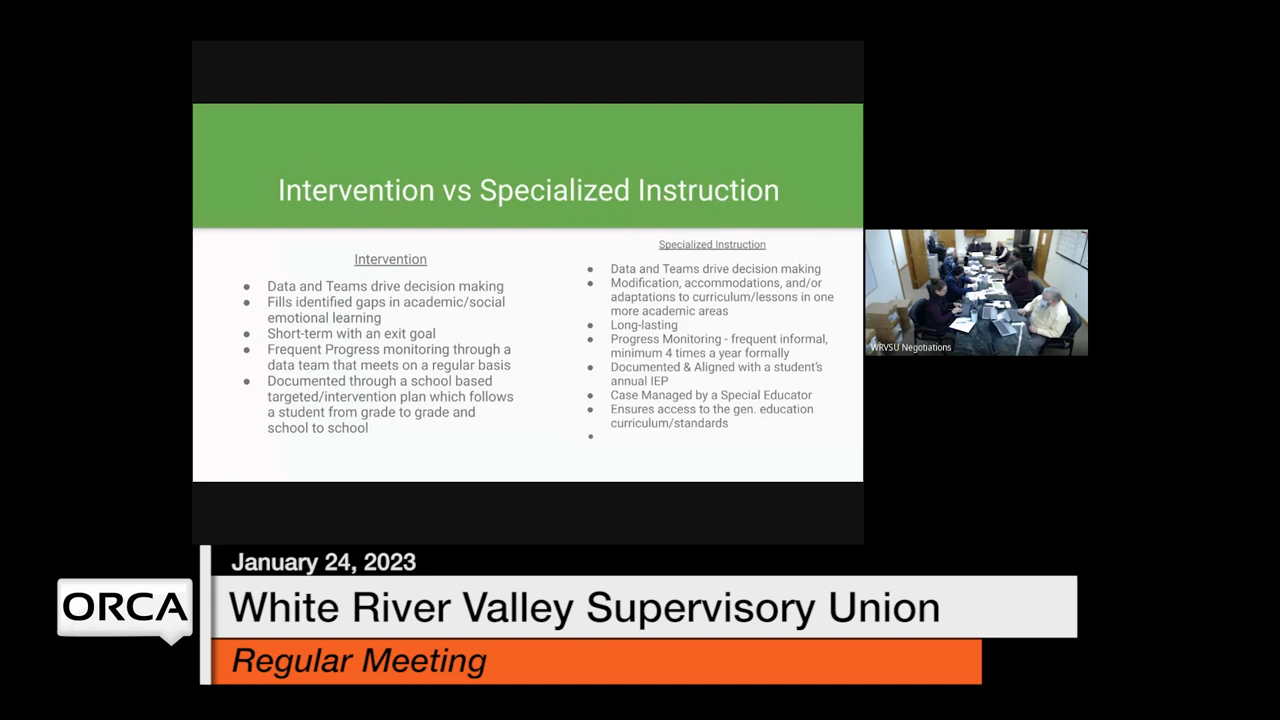 Intervention vs Specialized Instruction
Intervention
● Data and Teams drive decision making
● Fills identified gaps in academic/social
emotional learning
● Short-term with an exit goal
● Frequent Progress monitoring through a
data team that meets on a regular basis
● Documented through a school based
targeted/intervention plan which follows
a student from grade to grade and
school to school
Specialized Instruction
● Data and Teams drive decision making
● Modification, accommodations, and/or
adaptations to curriculum/lessons in one
more academic areas
● Long-lasting
● Progress Monitoring - frequent informal,
minimum 4 times a year formally
● Documented & Aligned with a student's
annual IEP
● Case Managed by a Special Educator
● Ensures access to the gen. education
curriculum/standards
●
WRVSU Negotiations
January 24, 2023
ORCA
White River Valley Supervisory Union
Regular Meeting